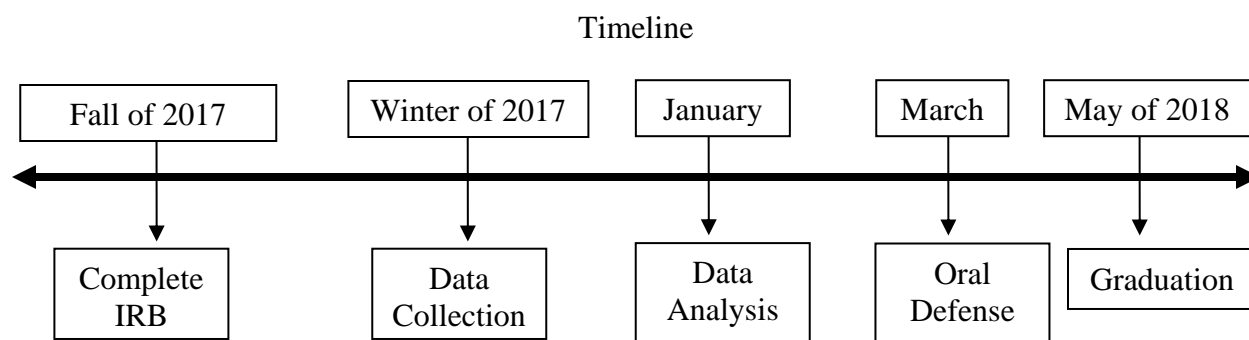 Timeline
Fall of 2017
Winter of 2017
January
March
May of 2018
Complete
IRB
Data
Collection
Data
Analysis
Oral
Defense
Graduation